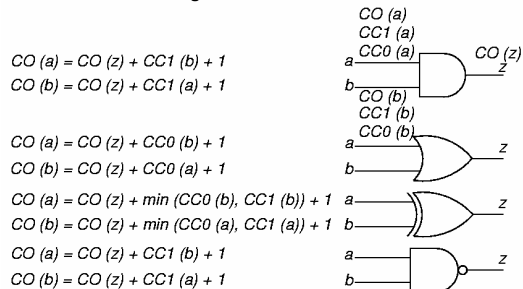 CO (a)
CC1 (a)
CC0 (a)
CO (z)
CO (a) = CO (z) + CC1 (b) + 1
a
z
CO (b) = CO (z) + CC1 (a) + 1
b
CO (b)
CC1 (b)
CC0 (b)
CO (a) = CO (z) + CC0 (b) + 1
a
z
CO (b) = CO (z) + CC0 (a) + 1
b
CO (a) = CO (z) + min (CC0 (b), CC1 (b)) + 1
a
z
CO (b) = CO (z) + min (CC0 (a), CC1 (a)) + 1
b
CO (a) = CO (z) + CC1 (b) + 1
a
z
CO (b) = CO (z) + CC1 (a) + 1
b